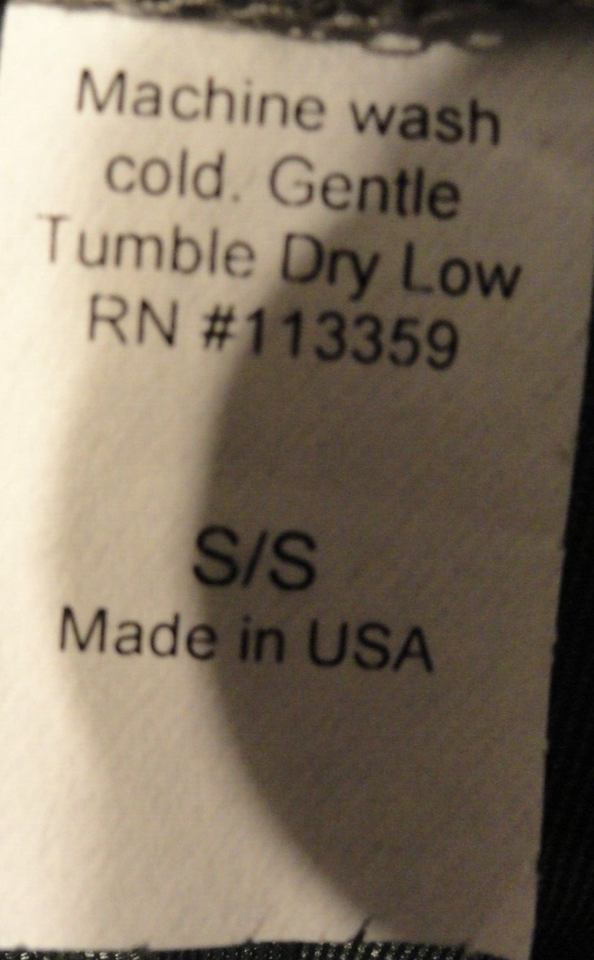 Machine wash
cold. Gentle
Tumble Dry Low
RN #113359
S/S
Made in USA